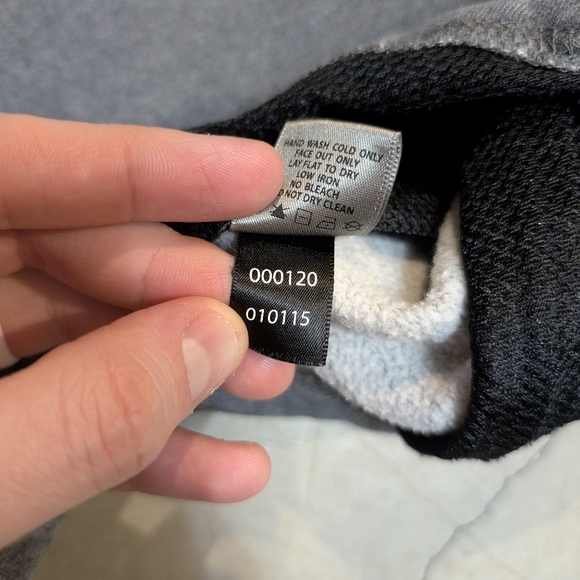 HAND WASH COLD ONLY
FACE OUT ONLY
LAY FLAT TO DRY
LOW IRON
NO BLEACH
DO NOT DRY CLEAN
000120
010115